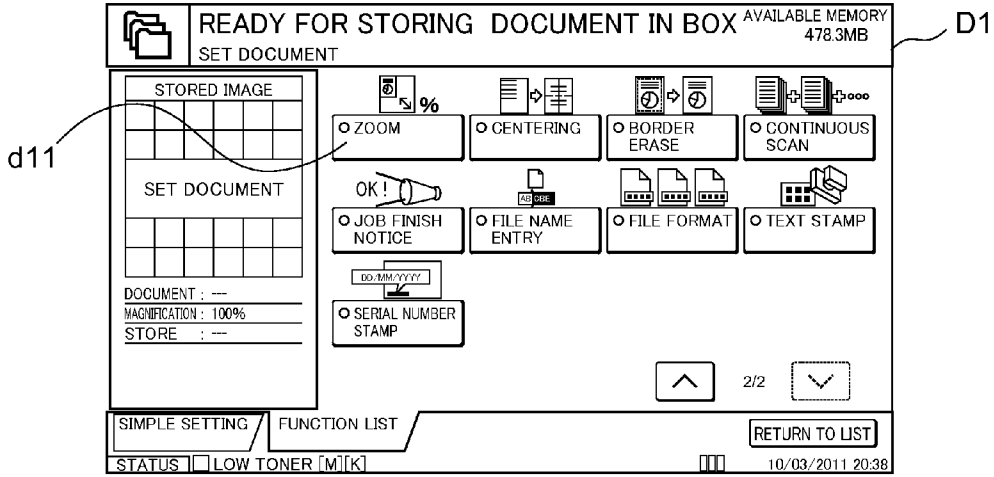 READY FOR STORING DOCUMENT IN BOX
AVAILABLE MEMORY
478.3MB
D1
SET DOCUMENT
STORED IMAGE
SET DOCUMENT
d11
DOCUMENT : ---
MAGNIFICATION : 100%
STORE : ---
%
ZOOM
CENTERING
BORDER
ERASE
CONTINUOUS
SCAN
OK!
JOB FINISH
NOTICE
AB CBE
FILE NAME
ENTRY
FILE FORMAT
TEXT STAMP
DD/MM/YYYY
SERIAL NUMBER
STAMP
2/2
SIMPLE SETTING
FUNCTION LIST
RETURN TO LIST
STATUS
LOW TONER [M][K]
10/03/2011 20:38